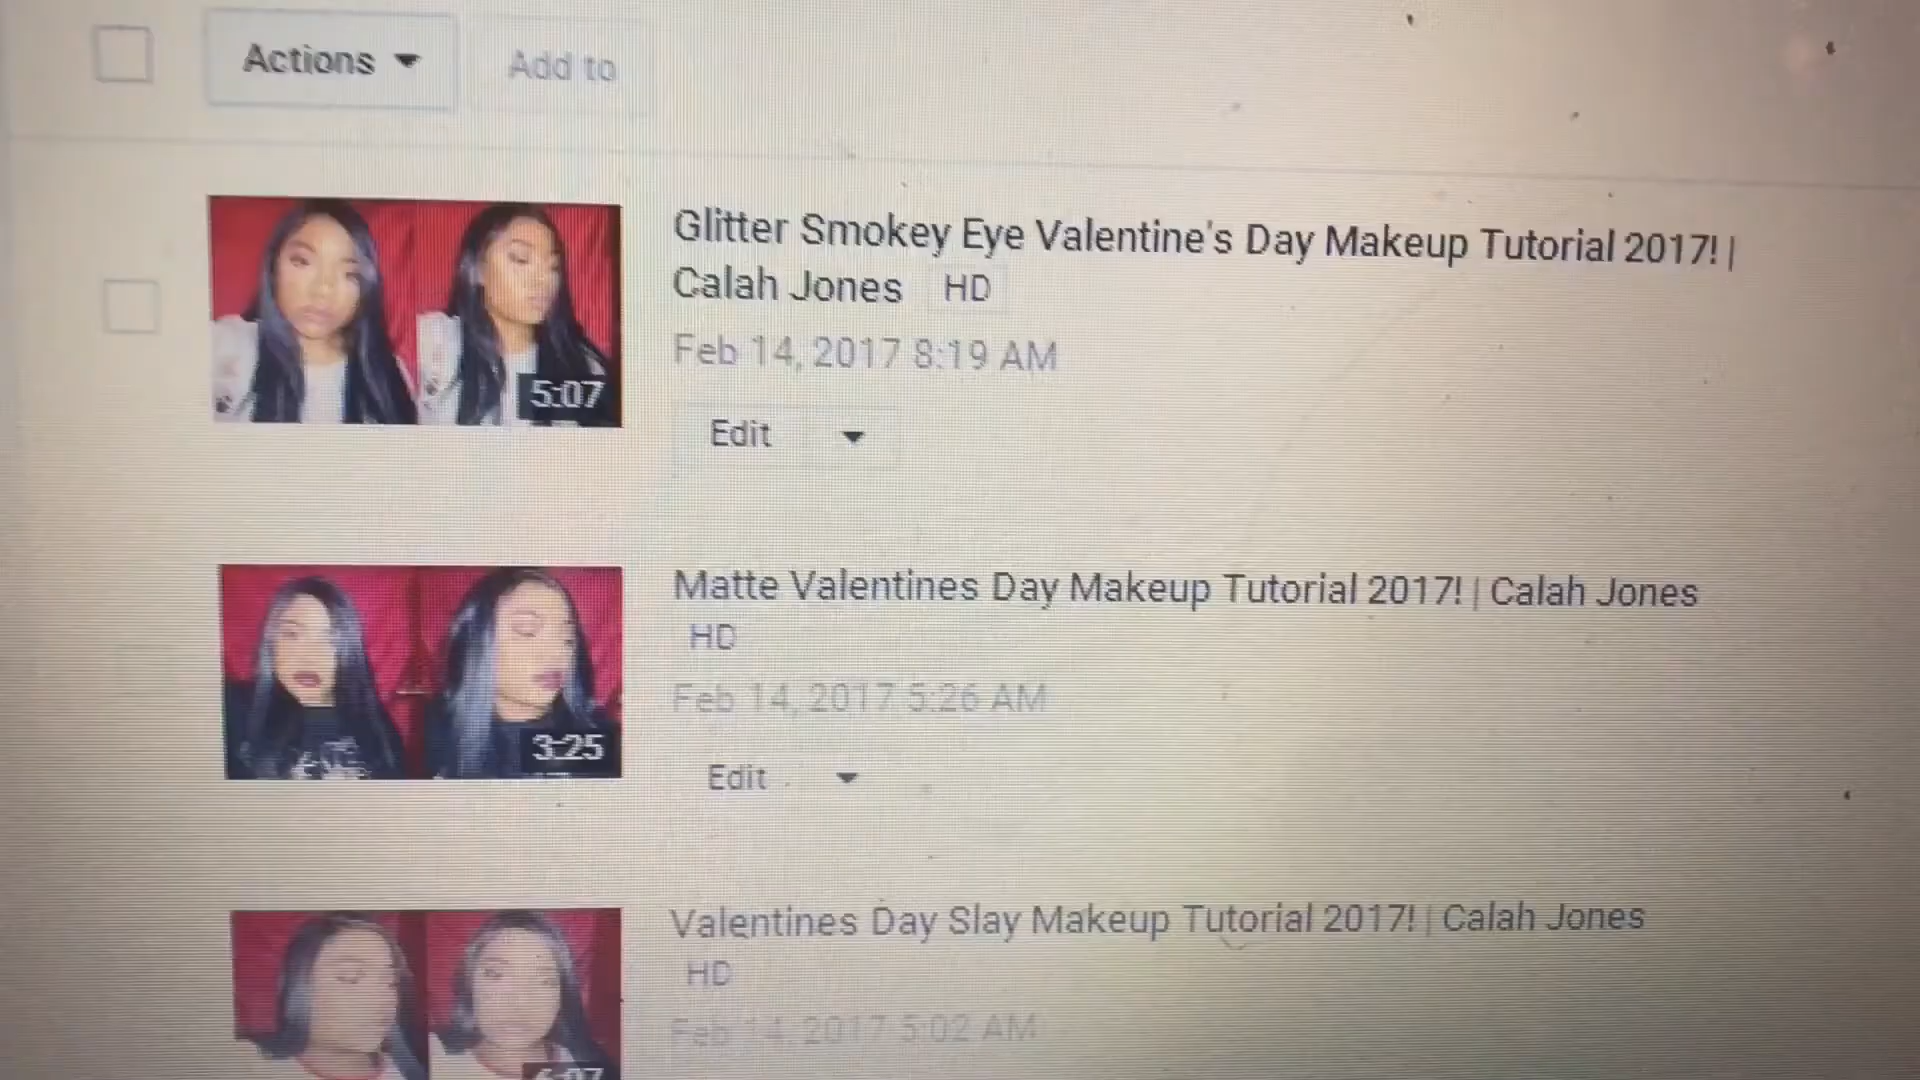 Actions
Add to
Glitter Smokey Eye Valentine's Day Makeup Tutorial 2017! |
Calah Jones HD
Feb 14, 2017 8:19 AM
5:07
Edit
Matte Valentines Day Makeup Tutorial 2017! | Calah Jones
HD
Feb 14, 2017 5:26 AM
3:25
Edit
Valentines Day Slay Makeup Tutorial 2017! | Calah Jones
HD
Feb 14, 2017 5:02 AM